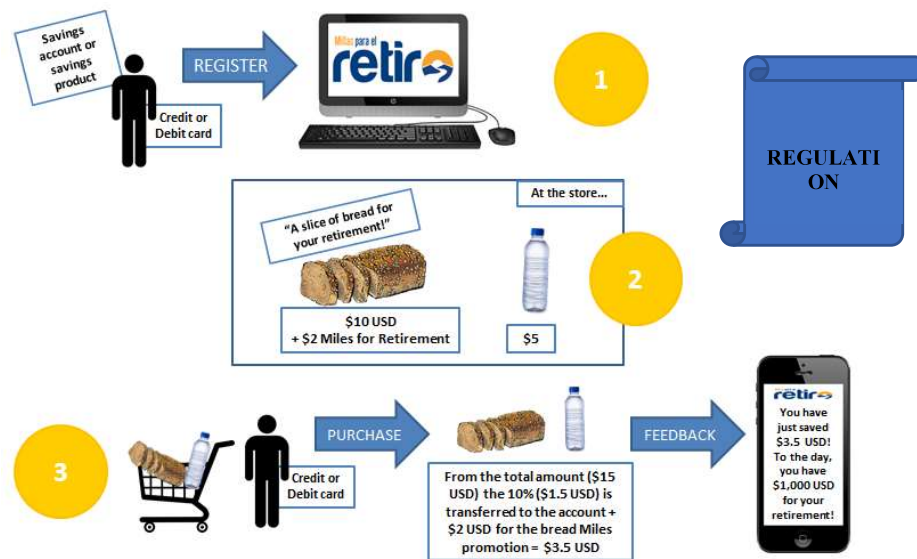 Savings
account or
savings
product
Credit or
Debit card
REGISTER
Millas para el
retiro
1
REGULATI
ON
At the store...
"A slice of bread for
your retirement!"
$10 USD
+ $2 Miles for Retirement
$5
2
3
Credit or
Debit card
PURCHASE
From the total amount ($15
USD) the 10% ($1.5 USD) is
transferred to the account +
$2 USD for the bread Miles
promotion = $3.5 USD
FEEDBACK
retiro
You have
just saved
$3.5 USD!
To the day,
you have
$1,000 USD
for your
retirement!